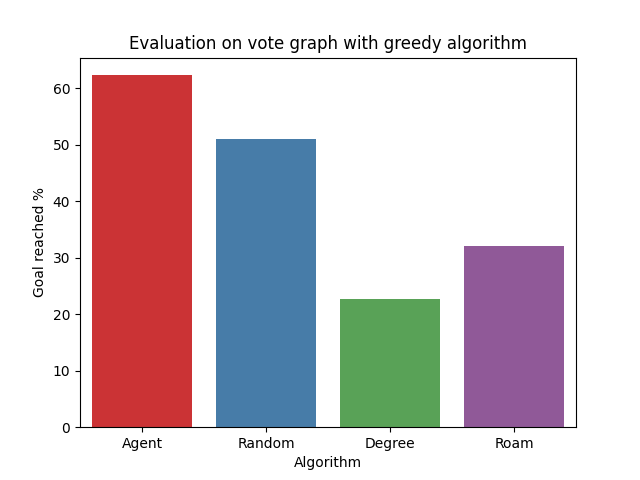 Evaluation on vote graph with greedy algorithm
Goal reached %
60
50
40
30
20
10
0
Agent Random Degree Roam
Algorithm